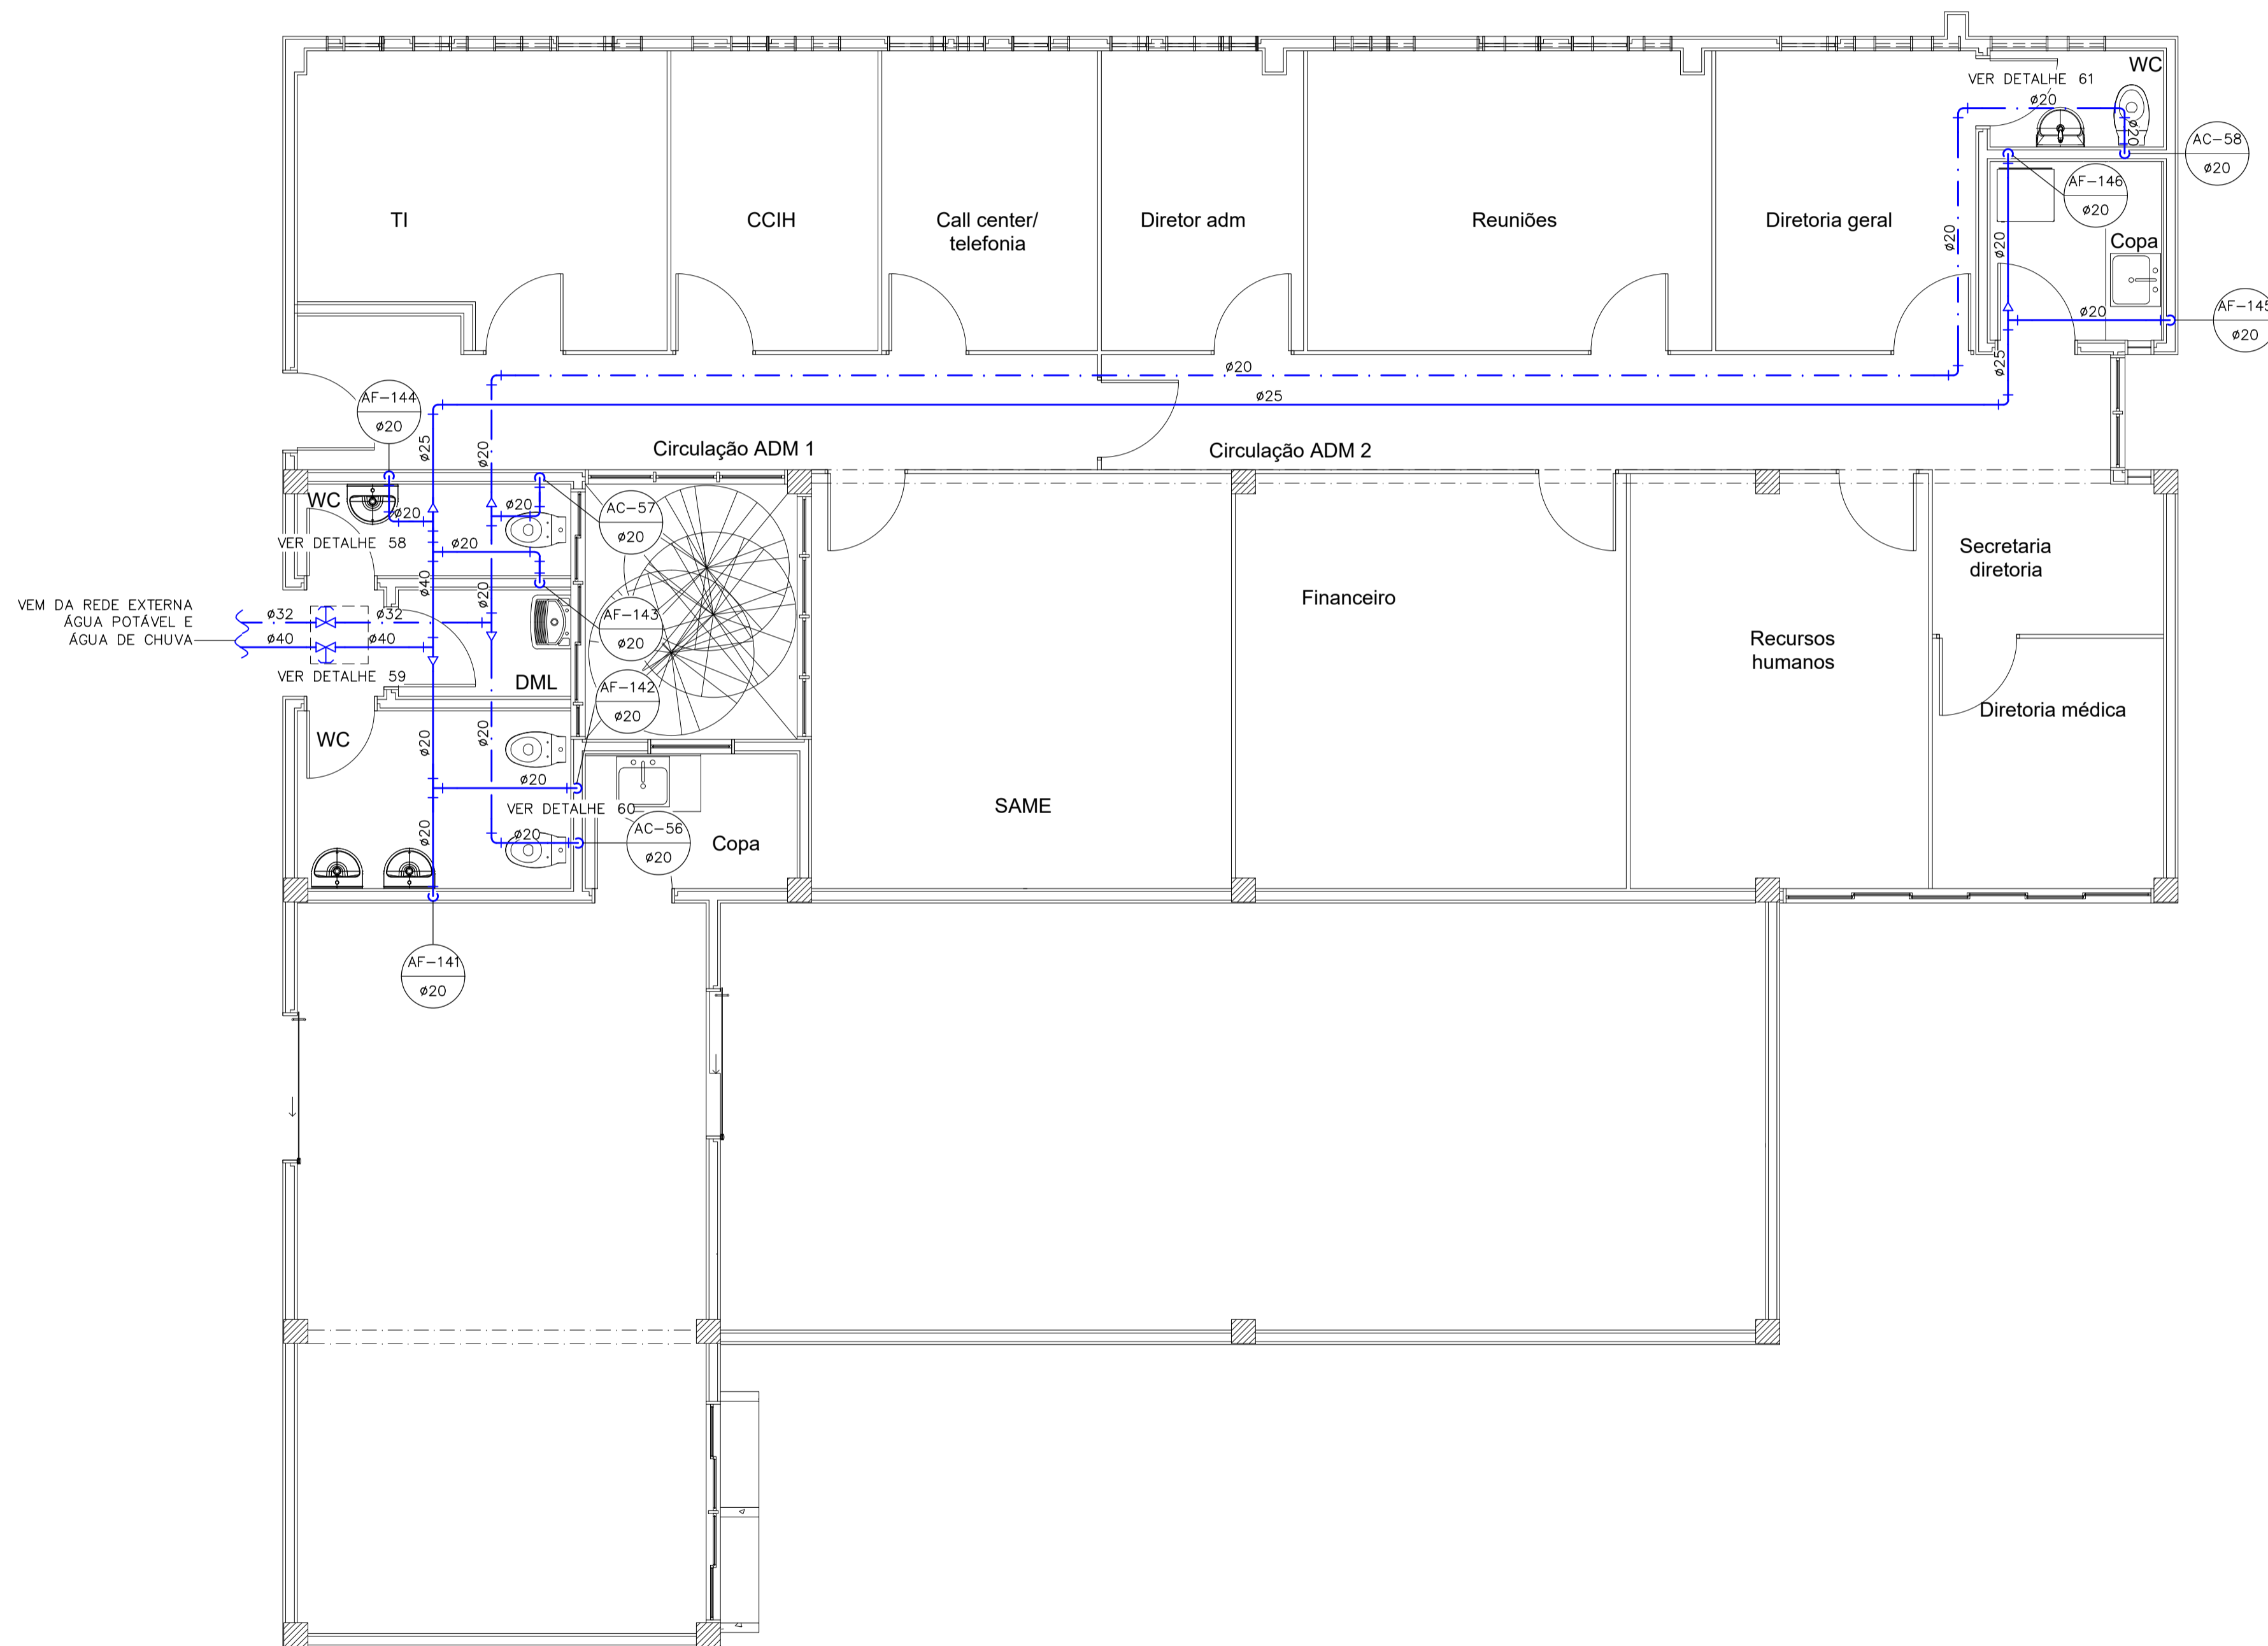 WC
VER DETALHE 61
ø20
ø20
AC-58
ø20
AF-146
ø20
TI
CCIH
Call center/
telefonia
Diretor adm
Reuniões
Diretoria geral
ø20
ø20
Copa
AF-145
ø20
ø20
ø25
ø20
ø25
AF-144
ø20
ø25
ø20
Circulação ADM 1
Circulação ADM 2
WC
ø20
ø20
AC-57
ø20
VER DETALHE 58
ø20
Secretaria
diretoria
ø40
ø20
Financeiro
VEM DA REDE EXTERNA
ÁGUA POTÁVEL E
ÁGUA DE CHUVA
ø32
ø32
ø40
ø40
AF-143
ø20
Recursos
humanos
VER DETALHE 59
DML
AF-142
ø20
Diretoria médica
WC
ø20
ø20
ø20
VER DETALHE 60
SAME
ø20
ø20
AC-56
ø20
Copa
AF-141
ø20